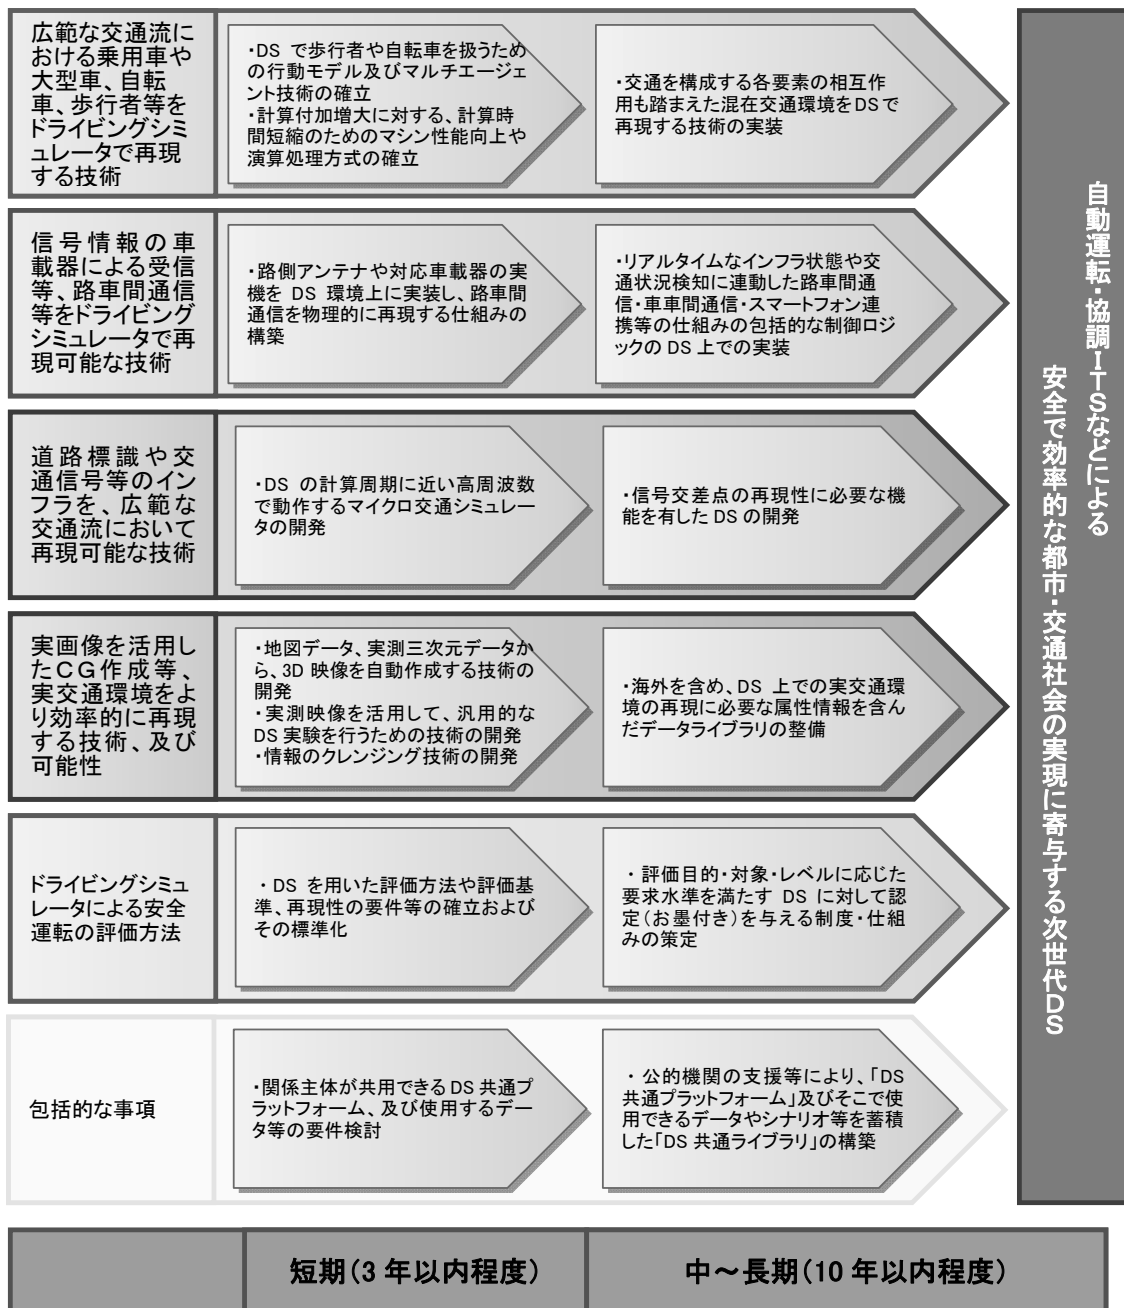 広範な交通流に
おける乗用車や
大型車、自転
車、歩行者等を
ドライビングシミ
ュレータで再現
する技術
・DS で歩行者や自転車を扱うため
の行動モデル及びマルチエージェ
ント技術の確立
・計算付加増大に対する、計算時
間短縮のためのマシン性能向上や
演算処理方式の確立
・交通を構成する各要素の相互作
用も踏まえた混在交通環境をDSで
再現する技術の実装
信号情報の車
載器による受信
等、路車間通信
等をドライビング
シミュレータで再
現可能な技術
・路側アンテナや対応車載器の実
機を DS 環境上に実装し、路車間
通信を物理的に再現する仕組みの
構築
・リアルタイムなインフラ状態や交
通状況検知に連動した路車間通
信・車車間通信・スマートフォン連
携等の仕組みの包括的な制御ロジ
ックの DS 上での実装
道路標識や交
通信号等のイン
フラを、広範な
交通流において
再現可能な技術
・DS の計算周期に近い高周波数
で動作するマイクロ交通シミュレー
タの開発
・信号交差点の再現性に必要な機
能を有した DS の開発
実画像を活用し
たCG作成等、
実交通環境をよ
り効率的に再現
する技術、及び
可能性
・地図データ、実測三次元データか
ら、3D 映像を自動作成する技術の
開発
・実測映像を活用して、汎用的な
DS 実験を行うための技術の開発
・情報のクレンジング技術の開発
・海外を含め、DS 上での実交通環
境の再現に必要な属性情報を含ん
だデータライブラリの整備
ドライビングシミュ
レータによる安全
運転の評価方法
・DS を用いた評価方法や評価基
準、再現性の要件等の確立および
その標準化
・評価目的・対象・レベルに応じた
要求水準を満たす DS に対して認
定(お墨付き)を与える制度・仕組
みの策定
包括的な事項
・関係主体が共用できる DS 共通プ
ラットフォーム、及び使用するデー
タ等の要件検討
・公的機関の支援等により、「DS
共通プラットフォーム」及びそこで使
用できるデータやシナリオ等を蓄積
した「DS 共通ライブラリ」の構築
自動運転・協調ITSなどによる
安全で効率的な都市・交通社会の実現に寄与する次世代DS
短期(3 年以内程度)
中～長期(10 年以内程度)